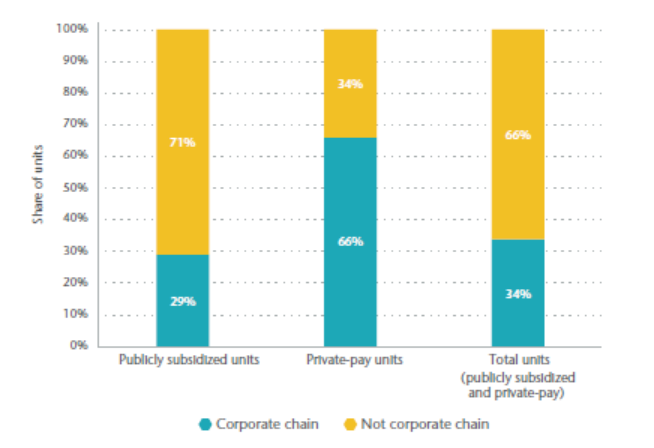 100%
90%
80%
70%
60%
50%
40%
30%
20%
10%
0%
Share of units
71%
29%
34%
66%
66%
34%
Publicly subsidized units
Private-pay units
Total units
(publicly subsidized
and private-pay)
Corporate chain
Not corporate chain